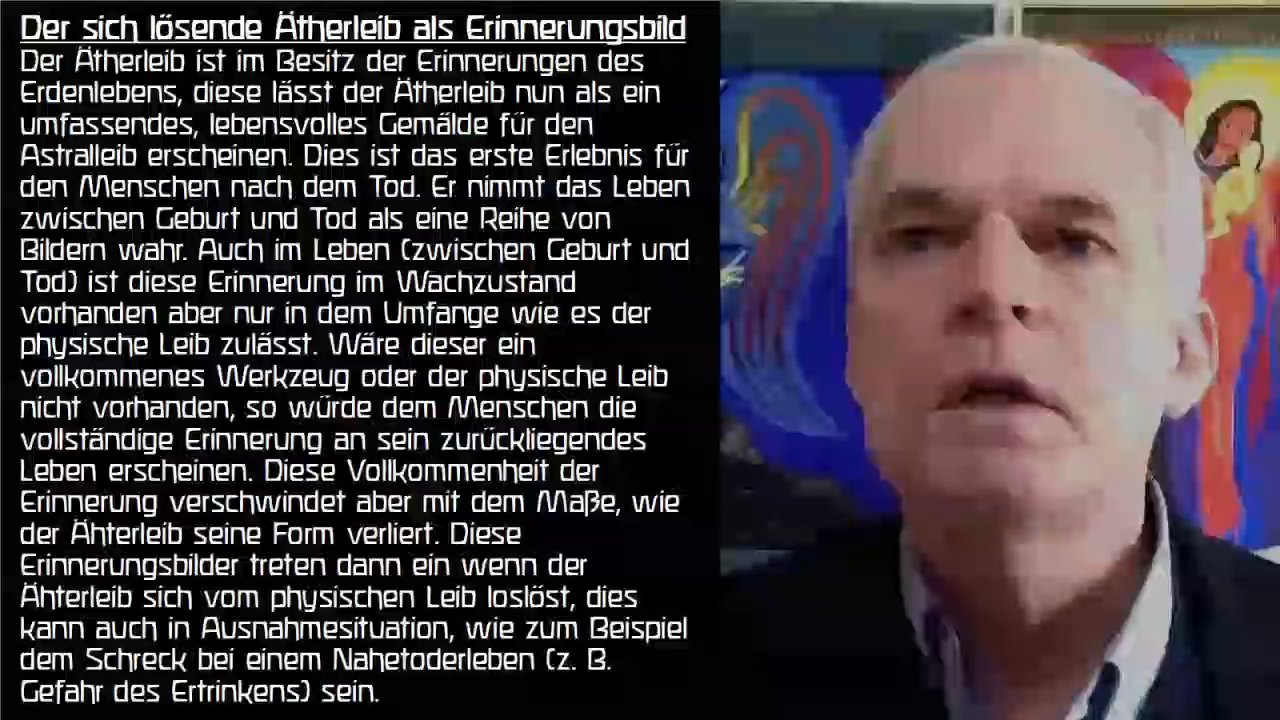 Der sich lösende Ätherleib als Erinnerungsbild
Der Ätherleib ist im Besitz der Erinnerungen des
Erdenlebens, diese lässt der Ätherleib nun als ein
umfassendes, lebensvolles Gemälde für den
Astralleib erscheinen. Dies ist das erste Erlebnis für
den Menschen nach dem Tod. Er nimmt das Leben
zwischen Geburt und Tod als eine Reihe von
Bildern wahr. Auch im Leben (zwischen Geburt und
Tod) ist diese Erinnerung im Wachzustand
vorhanden aber nur in dem Umfange wie es der
physische Leib zulässt. Wäre dieser ein
vollkommenes Werkzeug oder der physische Leib
nicht vorhanden, so würde dem Menschen die
vollständige Erinnerung an sein zurückliegendes
Leben erscheinen. Diese Vollkommenheit der
Erinnerung verschwindet aber mit dem Maße, wie
der Ähterleib seine Form verliert. Diese
Erinnerungsbilder treten dann ein wenn der
Ähterleib sich vom physischen Leib loslöst, dies
kann auch in Ausnahmesituation, wie zum Beispiel
dem Schreck bei einem Nahetoderleben (z. B.
Gefahr des Ertrinkens) sein.